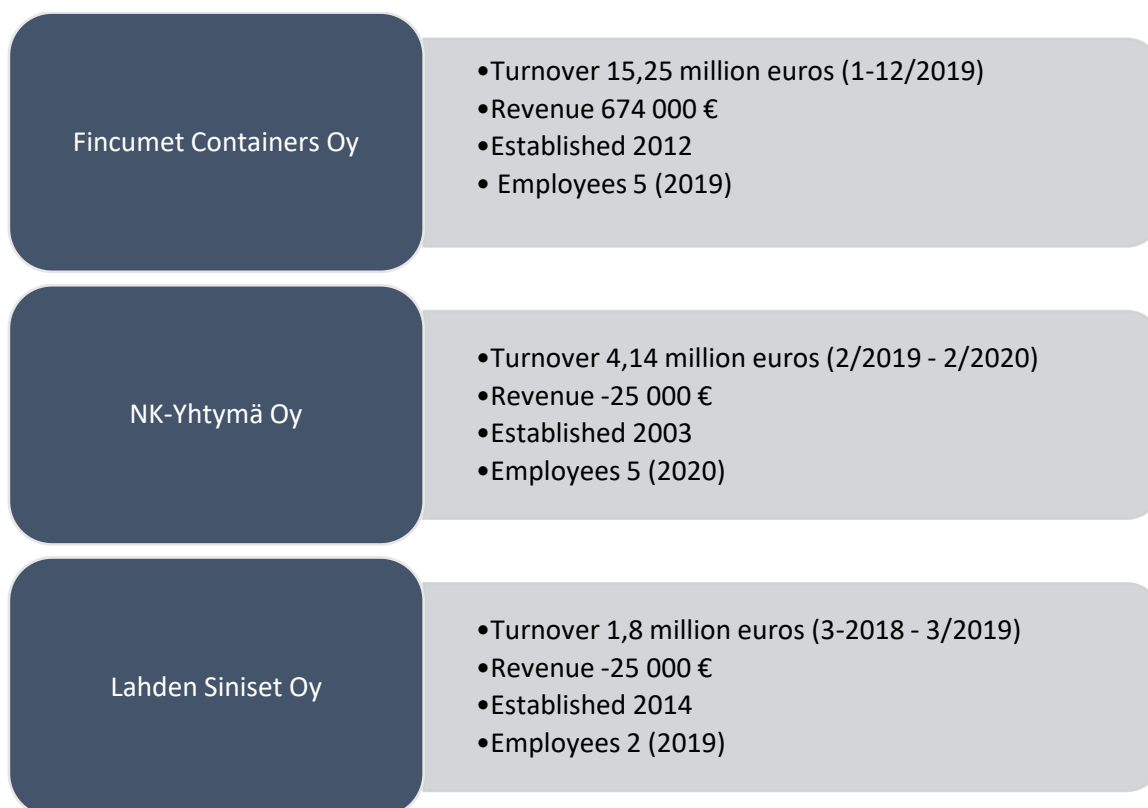 Fincumet Containers Oy
•Turnover 15,25 million euros (1-12/2019)
•Revenue 674 000 €
•Established 2012
• Employees 5 (2019)
NK-Yhtymä Oy
•Turnover 4,14 million euros (2/2019 - 2/2020)
•Revenue -25 000 €
•Established 2003
•Employees 5 (2020)
Lahden Siniset Oy
•Turnover 1,8 million euros (3-2018 - 3/2019)
•Revenue -25 000 €
•Established 2014
•Employees 2 (2019)